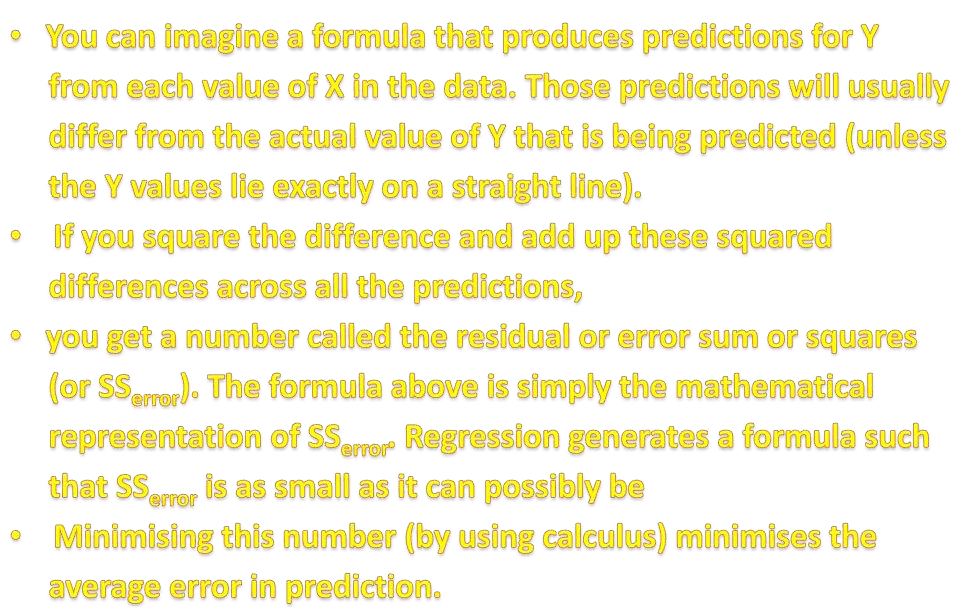 • You can imagine a formula that produces predictions for Y
from each value of X in the data. Those predictions will usually
differ from the actual value of Y that is being predicted (unless
the Y values lie exactly on a straight line).
• If you square the difference and add up these squared
differences across all the predictions,
• you get a number called the residual or error sum or squares
(or SSerror). The formula above is simply the mathematical
representation of SSerror. Regression generates a formula such
that SSerror is as small as it can possibly be
• Minimising this number (by using calculus) minimises the
average error in prediction.